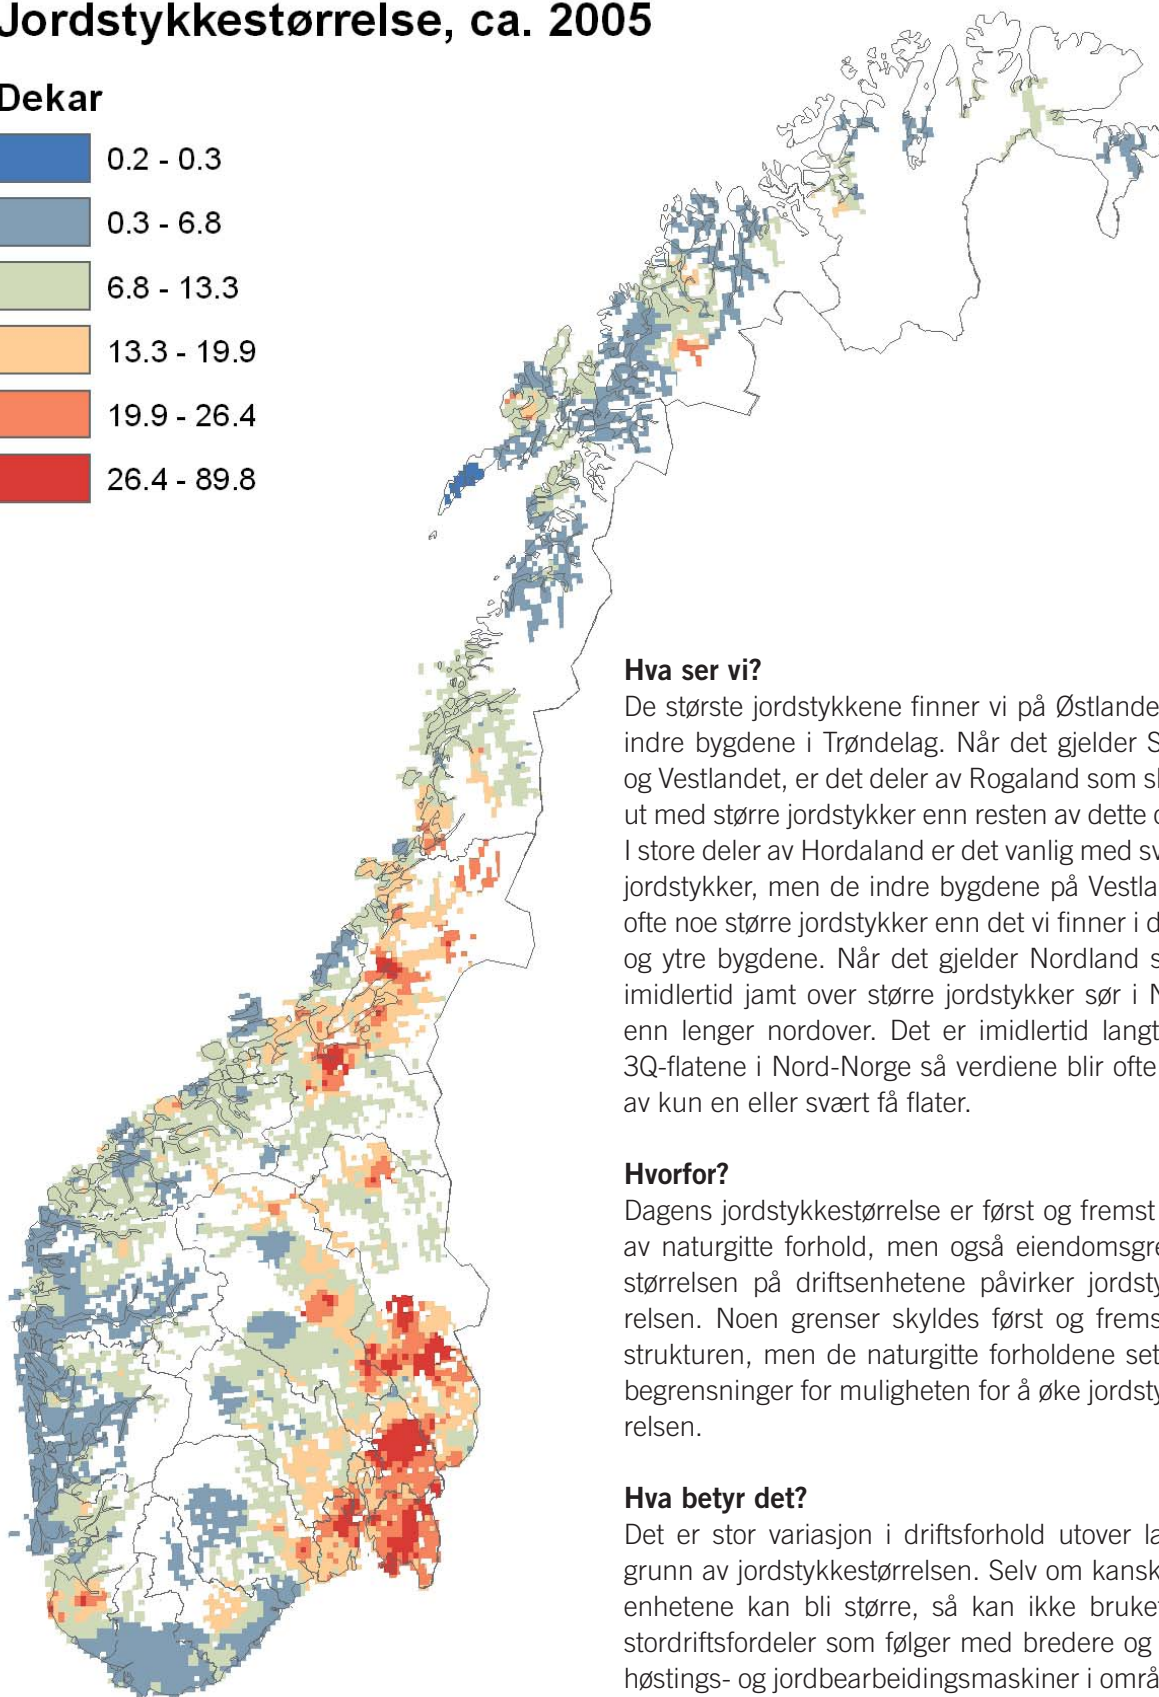 Jordstykkestørrelse, ca. 2005
Dekar
0.2 - 0.3
0.3 - 6.8
6.8 - 13.3
13.3 - 19.9
19.9 - 26.4
26.4 - 89.8
Hva ser vi?
De største jordstykkene finner vi på Østlande
indre bygdene i Trøndelag. Når det gjelder S
og Vestlandet, er det deler av Rogaland som sk
ut med større jordstykker enn resten av dette o
I store deler av Hordaland er det vanlig med sv
jordstykker, men de indre bygdene på Vestla
ofte noe større jordstykker enn det vi finner i d
og ytre bygdene. Når det gjelder Nordland s
imidlertid jamt over større jordstykker sør i N
enn lenger nordover. Det er imidlertid langt
3Q-flatene i Nord-Norge så verdiene blir ofte
av kun en eller svært få flater.
Hvorfor?
Dagens jordstykkestørrelse er først og fremst
av naturgitte forhold, men også eiendomsgre
størrelsen på driftsenhetene påvirker jordsty
relsen. Noen grenser skyldes først og frems
strukturen, men de naturgitte forholdene set
begrensninger for muligheten for å øke jordsty
relsen.
Hva betyr det?
Det er stor variasjon i driftsforhold utover la
grunn av jordstykkestørrelsen. Selv om kansk
enhetene kan bli større, så kan ikke bruke
stordriftsfordeler som følger med bredere og
høstings- og jordbearbeidingsmaskiner i områ